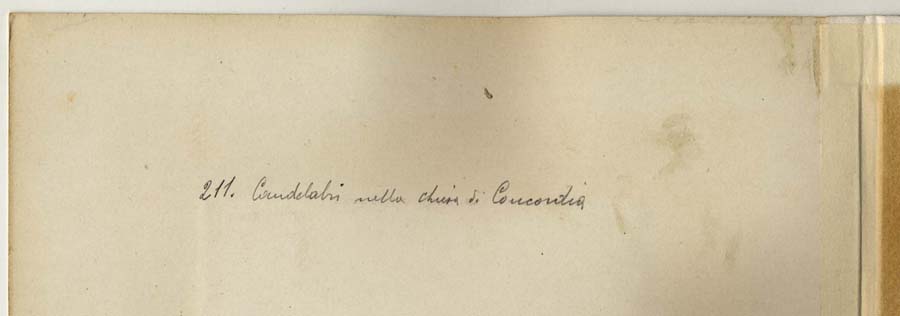 211. Candelabri nella chiesa di Concordia